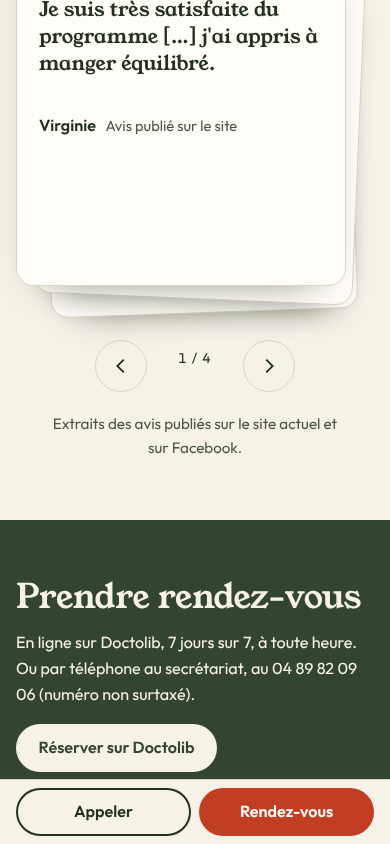 Je suis très satisfaite du
programme [...] j'ai appris à
manger équilibré.
Virginie Avis publié sur le site
1 / 4
Extraits des avis publiés sur le site actuel et
sur Facebook.
Prendre rendez-vous
En ligne sur Doctolib, 7 jours sur 7, à toute heure.
Ou par téléphone au secrétariat, au 04 89 82 09
06 (numéro non surtaxé).
Réserver sur Doctolib
Appeler
Rendez-vous